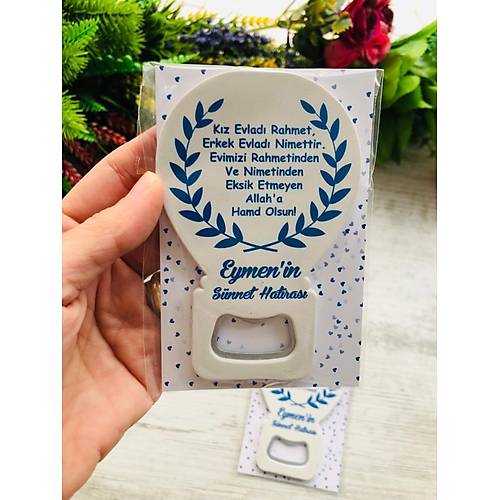 Kız Evladı Rahmet,
Erkek Evladı Nimettir.
Evimizi Rahmetinden
Ve Nimetinden
Eksik Etmeyen
Allah'a
Hamd Olsun!
Eymen'in
Sünnet Hatırası
Eymen'in
Sünnet Hatırası